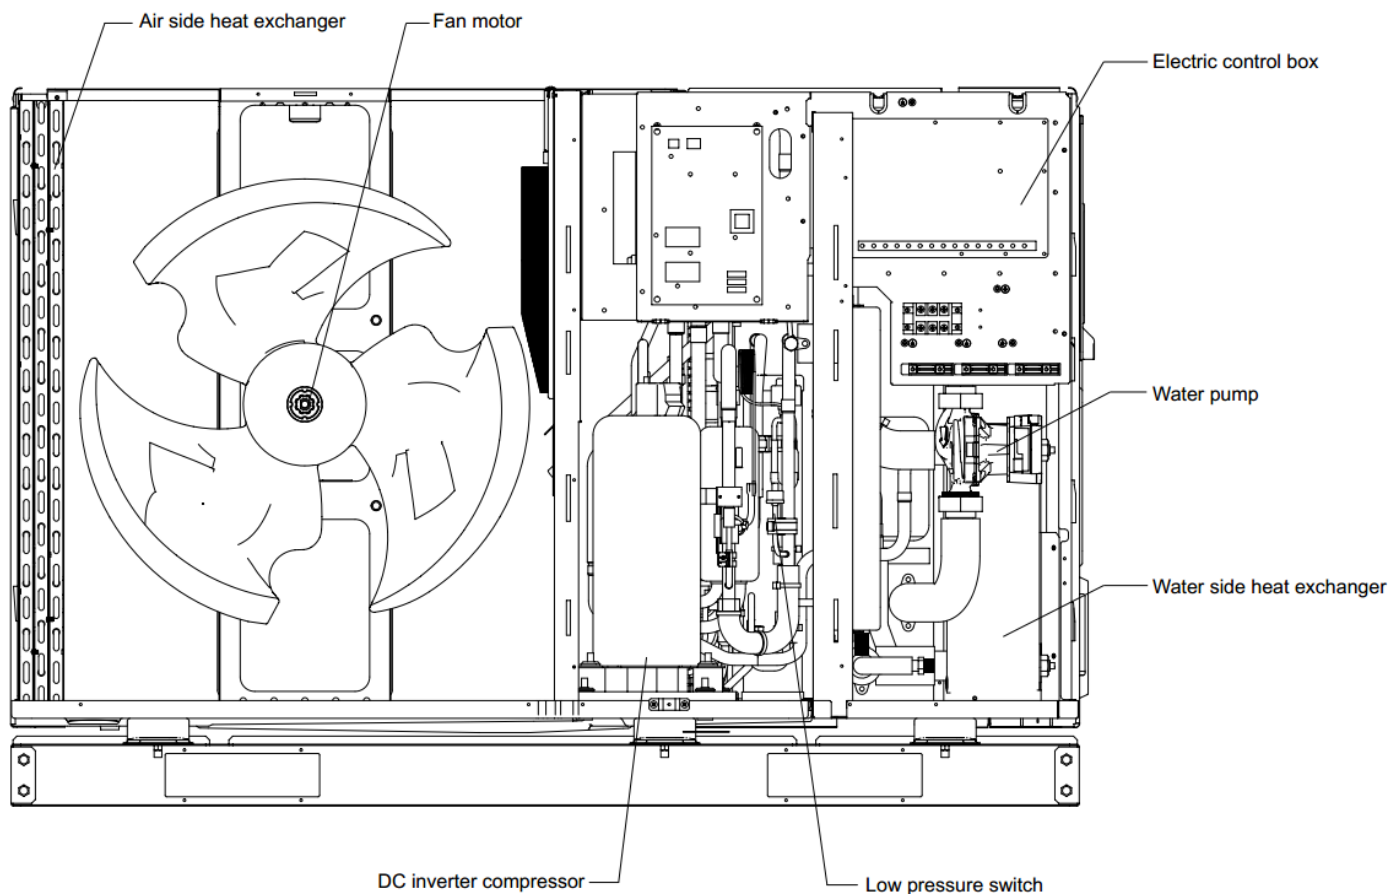 Air side heat exchanger
Fan motor
Electric control box
Water pump
Water side heat exchanger
DC inverter compressor
Low pressure switch